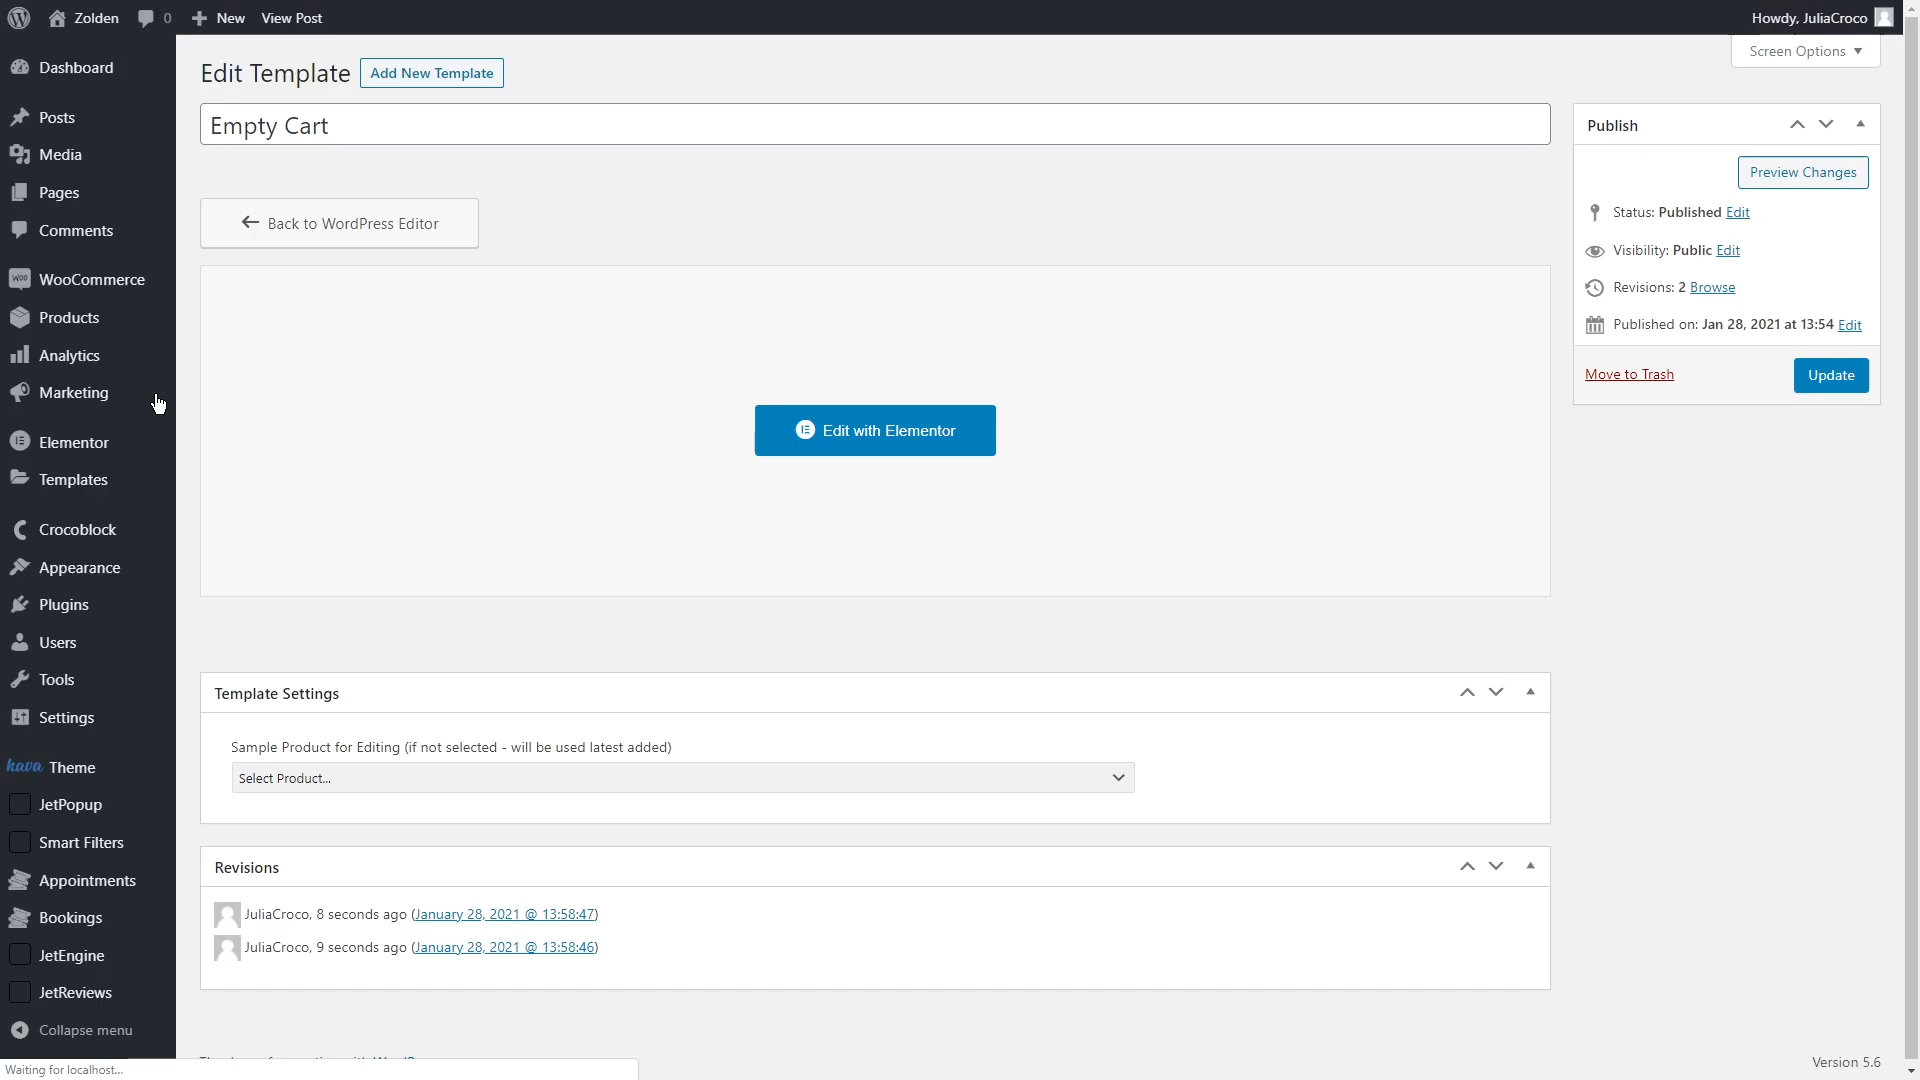 Zolden
0
New
View Post
Howdy, JuliaCroco
Screen Options
Dashboard
Posts
Media
Pages
Comments
WooCommerce
Products
Analytics
Marketing
Elementor
Templates
Crocoblock
Appearance
Plugins
Users
Tools
Settings
kava Theme
JetPopup
Smart Filters
Appointments
Bookings
JetEngine
JetReviews
Collapse menu
Edit Template
Add New Template
Empty Cart
Back to WordPress Editor
Edit with Elementor
Template Settings
Sample Product for Editing (if not selected - will be used latest added)
Select Product...
Revisions
JuliaCroco, 8 seconds ago (January 28, 2021 @ 13:58:47)
JuliaCroco, 9 seconds ago (January 28, 2021 @ 13:58:46)
Publish
Preview Changes
Status: Published Edit
Visibility: Public Edit
Revisions: 2 Browse
Published on: Jan 28, 2021 at 13:54 Edit
Move to Trash
Update
Version 5.6
Waiting for localhost...